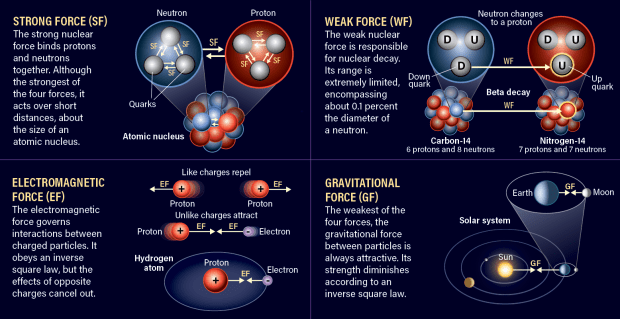 STRONG FORCE (SF)
The strong nuclear
force binds protons
and neutrons
together. Although
the strongest of
the four forces, it
acts over short
distances, about
the size of an
atomic nucleus.
Neutron
Proton
SF
SF
SF
SF
SF
SF
SF
Quarks
Atomic nucleus
WEAK FORCE (WF)
The weak nuclear
force is responsible
for nuclear decay.
Its range is
extremely limited,
encompassing
about 0.1 percent
the diameter of
a neutron.
Neutron changes
to a proton
D U
D U
D
U
WF
Down
quark
Up
quark
Beta decay
WF
Carbon-14
6 protons and 8 neutrons
Nitrogen-14
7 protons and 7 neutrons
ELECTROMAGNETIC
FORCE (EF)
The electromagnetic
force governs
interactions between
charged particles. It
obeys an inverse
square law, but the
effects of opposite
charges cancel out.
Like charges repel
EF + + EF
Proton Proton
Unlike charges attract
Proton + EF EF - Electron
Hydrogen
atom
Proton
Electron
+ EF -
GRAVITATIONAL
FORCE (GF)
The weakest of the
four forces, the
gravitational force
between particles is
always attractive. Its
strength diminishes
according to an
inverse square law.
Earth GF Moon
Solar system
Sun
GF